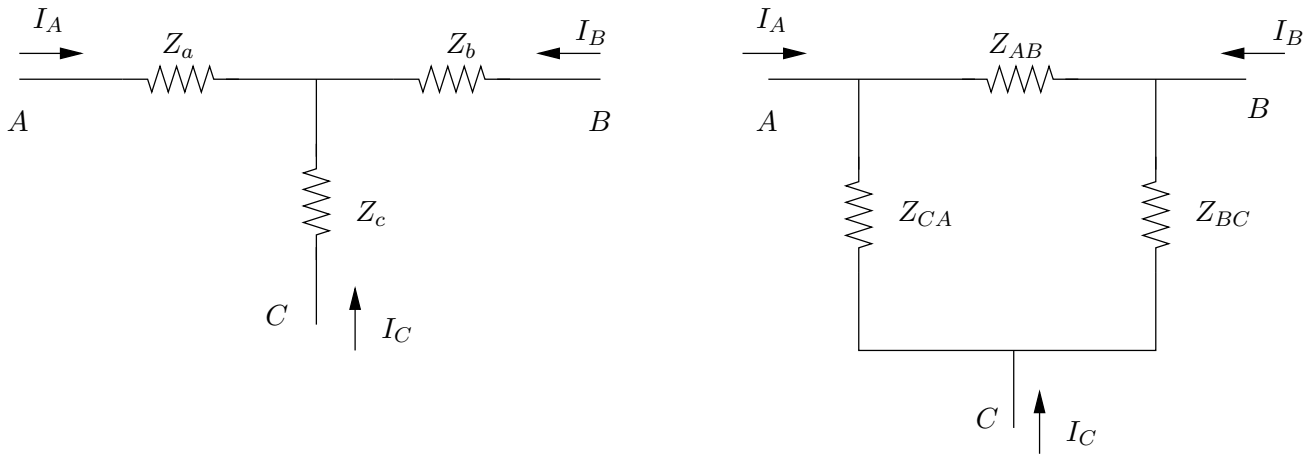 I_A
Z_a
Z_b
I_B
A
B
Z_c
C
I_C
I_A
Z_{AB}
I_B
A
B
Z_{CA}
Z_{BC}
C
I_C